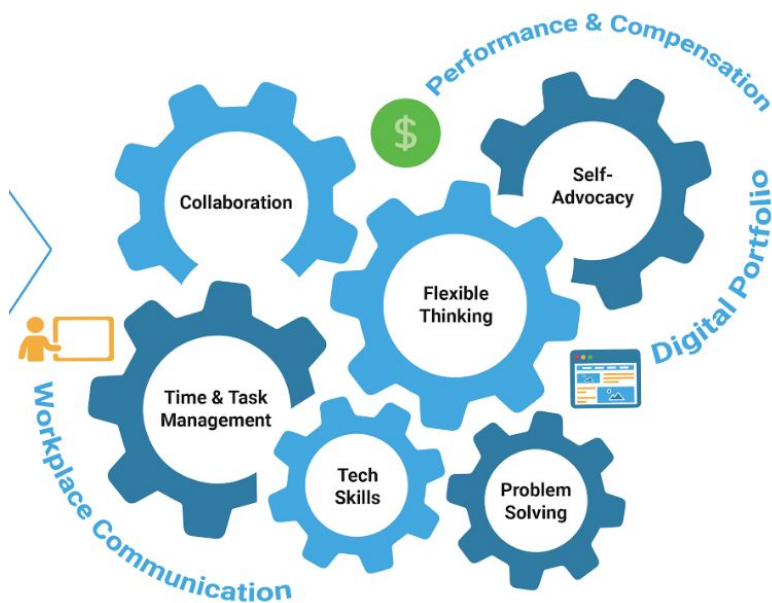 Performance & Compensation
Collaboration
$
Self-
Advocacy
Flexible
Thinking
Digital Portfolio
Time & Task
Management
Workplace Communication
Tech
Skills
Problem
Solving